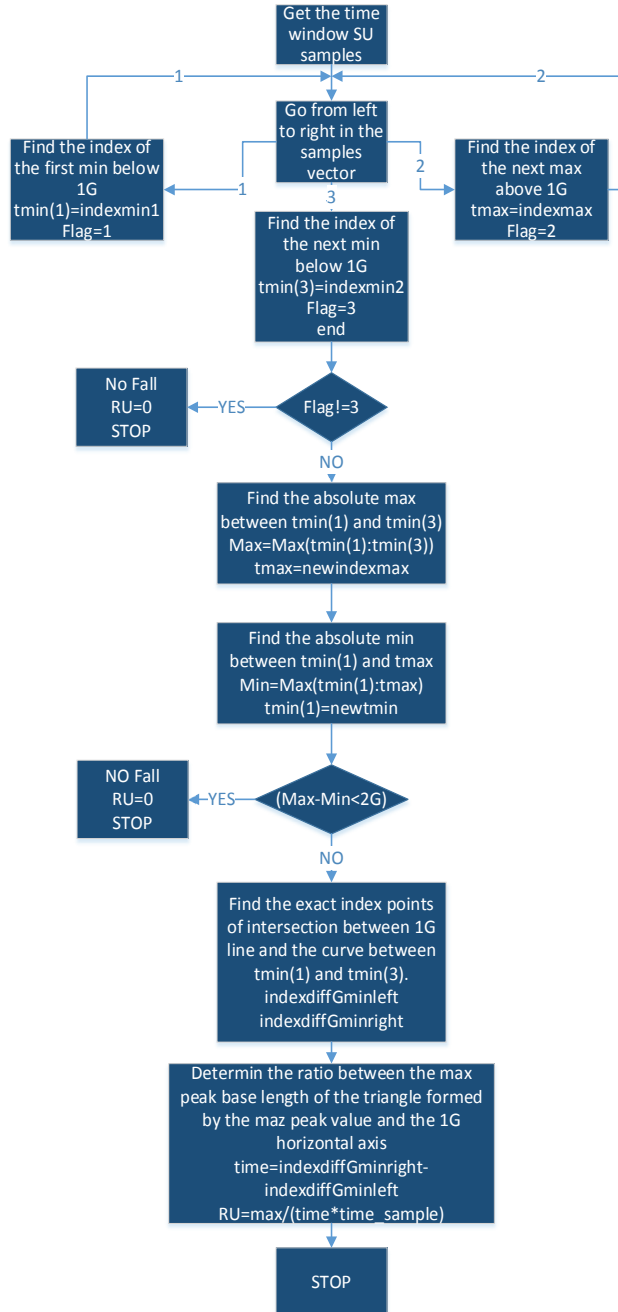 Get the time
window SU
samples
1
2
Go from left
to right in the
samples
vector
Find the index of
the first min below
1G
tmin(1)=indexmin1
Flag=1
1
2
Find the index of
the next max
above 1G
tmax=indexmax
Flag=2
3
Find the index of
the next min
below 1G
tmin(3)=indexmin2
Flag=3
end
No Fall
RU=0
STOP
YES
Flag!=3
NO
Find the absolute max
between tmin(1) and tmin(3)
Max=Max(tmin(1):tmin(3))
tmax=newindexmax
Find the absolute min
between tmin(1) and tmax
Min=Max(tmin(1):tmax)
tmin(1)=newtmin
NO Fall
RU=0
STOP
YES
(Max-Min<2G)
NO
Find the exact index points
of intersection between 1G
line and the curve between
tmin(1) and tmin(3).
indexdiffGminleft
indexdiffGminright
Determin the ratio between the max
peak base length of the triangle formed
by the maz peak value and the 1G
horizontal axis
time=indexdiffGminright-
indexdiffGminleft
RU=max/(time*time_sample)
STOP